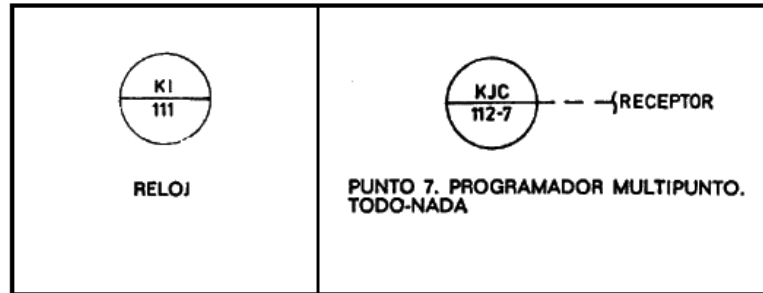 KI
111
RELOJ
KJC
112-7
RECEPTOR
PUNTO 7. PROGRAMADOR MULTIPUNTO.
TODO-NADA